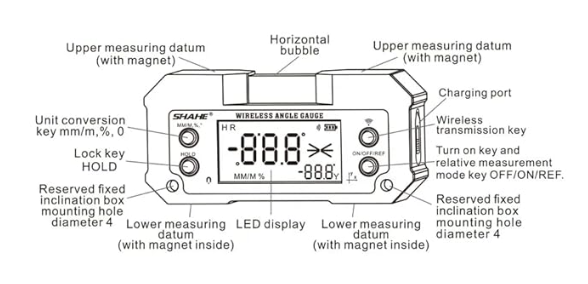 Horizontal
bubble
Upper measuring datum
(with magnet)
Upper measuring datum
(with magnet)
Charging port
Unit conversion
key mm/m,%, 0
Lock key
HOLD
Reserved fixed
inclination box
mounting hole
diameter 4
SHAHE®
WIRELESS ANGLE GAUGE
MM/M,%,°
HOLD
H R
-88.8°
MM/M %
-88.8
Y
ON/OFF/REF
Wireless
transmission key
Turn on key and
relative measurement
mode key OFF/ON/REF.
Reserved fixed
inclination box
mounting hole
diameter 4
Lower measuring
datum
(with magnet inside)
LED display
Lower measuring
datum
(with magnet inside)